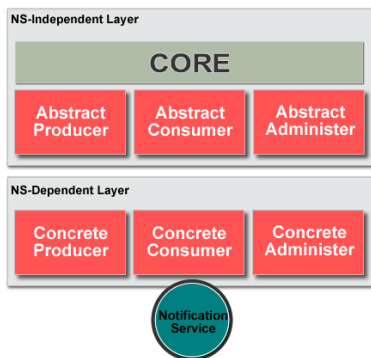 NS-Independent Layer
CORE
Abstract Abstract Abstract
Producer Consumer Administer
NS-Dependent Layer
Concrete Concrete Concrete
Producer Consumer Administer
Notification
Service